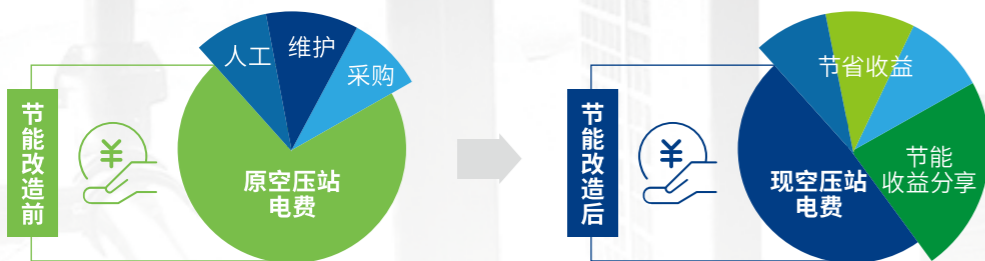 节能改造前
¥
人工
维护
采购
原空压站
电费
节能改造后
¥
节省收益
节能
收益分享
现空压站
电费